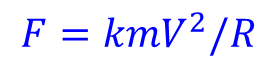 F = kmV²/R